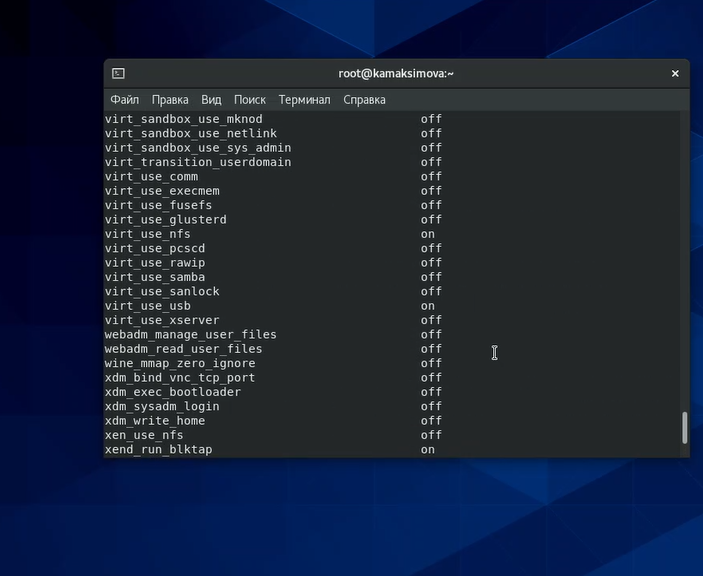 root@kamaksimova:~
Файл Правка Вид Поиск Терминал Справка
virt_sandbox_use_mknod off
virt_sandbox_use_netlink off
virt_sandbox_use_sys_admin off
virt_transition_userdomain off
virt_use_comm off
virt_use_execmem off
virt_use_fusefs off
virt_use_glusterd off
virt_use_nfs on
virt_use_pcscd off
virt_use_rawip off
virt_use_samba off
virt_use_sanlock off
virt_use_usb on
virt_use_xserver off
webadm_manage_user_files off
webadm_read_user_files off
wine_mmap_zero_ignore off
xdm_bind_vnc_tcp_port off
xdm_exec_bootloader off
xdm_sysadm_login off
xdm_write_home off
xen_use_nfs off
xend_run_blktap on